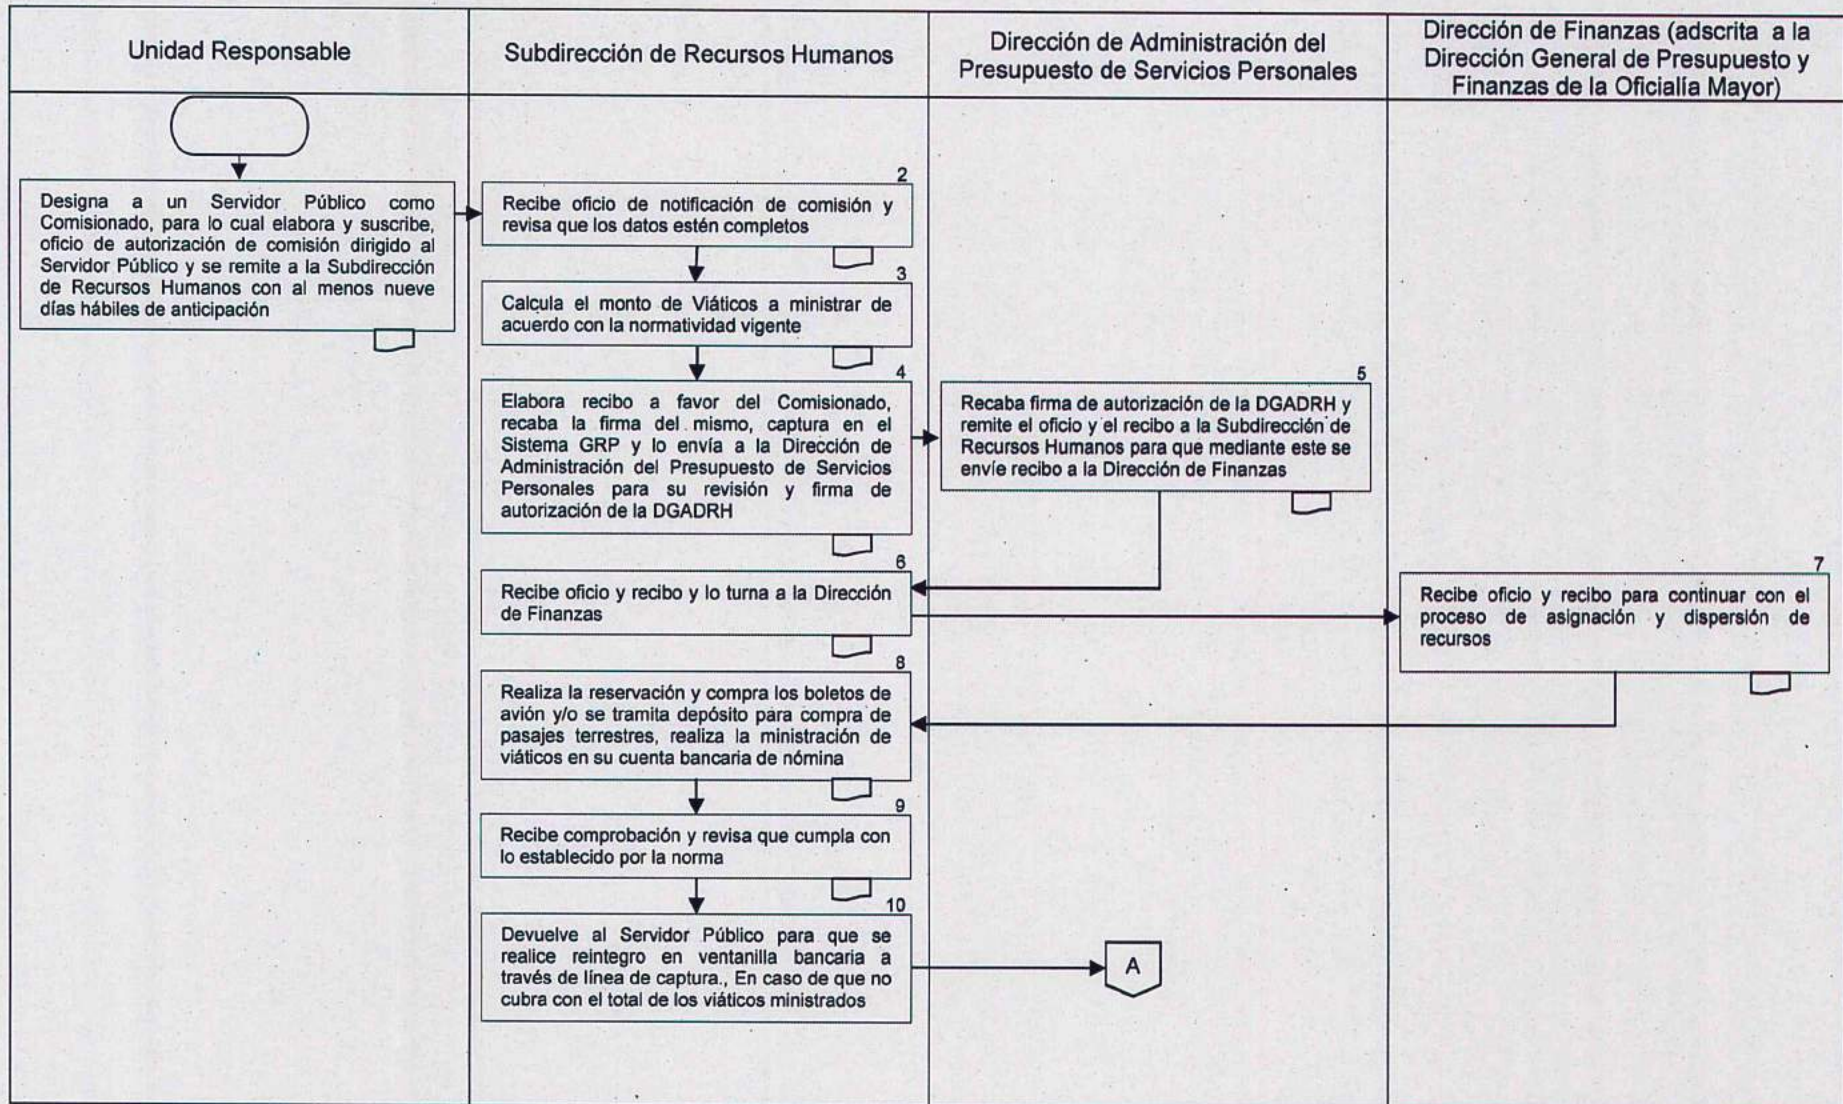 Unidad Responsable
Subdirección de Recursos Humanos
Dirección de Administración del
Presupuesto de Servicios Personales
Dirección de Finanzas (adscrita a la
Dirección General de Presupuesto y
Finanzas de la Oficialía Mayor)
Designa a un Servidor Público como
Comisionado, para lo cual elabora y suscribe,
oficio de autorización de comisión dirigido al
Servidor Público y se remite a la Subdirección
de Recursos Humanos con al menos nueve
días hábiles de anticipación
2
Recibe oficio de notificación de comisión y
revisa que los datos estén completos
3
Calcula el monto de Viáticos a ministrar de
acuerdo con la normatividad vigente
4
Elabora recibo a favor del Comisionado,
recaba la firma del mismo, captura en el
Sistema GRP y lo envía a la Dirección de
Administración del Presupuesto de Servicios
Personales para su revisión y firma de
autorización de la DGADRH
5
Recaba firma de autorización de la DGADRH y
remite el oficio y el recibo a la Subdirección de
Recursos Humanos para que mediante este se
envíe recibo a la Dirección de Finanzas
6
Recibe oficio y recibo y lo turna a la Dirección
de Finanzas
7
Recibe oficio y recibo para continuar con el
proceso de asignación y dispersión de
recursos
8
Realiza la reservación y compra los boletos de
avión y/o se tramita depósito para compra de
pasajes terrestres, realiza la ministración de
viáticos en su cuenta bancaria de nómina
9
Recibe comprobación y revisa que cumpla con
lo establecido por la norma
10
Devuelve al Servidor Público para que se
realice reintegro en ventanilla bancaria a
través de línea de captura., En caso de que no
cubra con el total de los viáticos ministrados
A